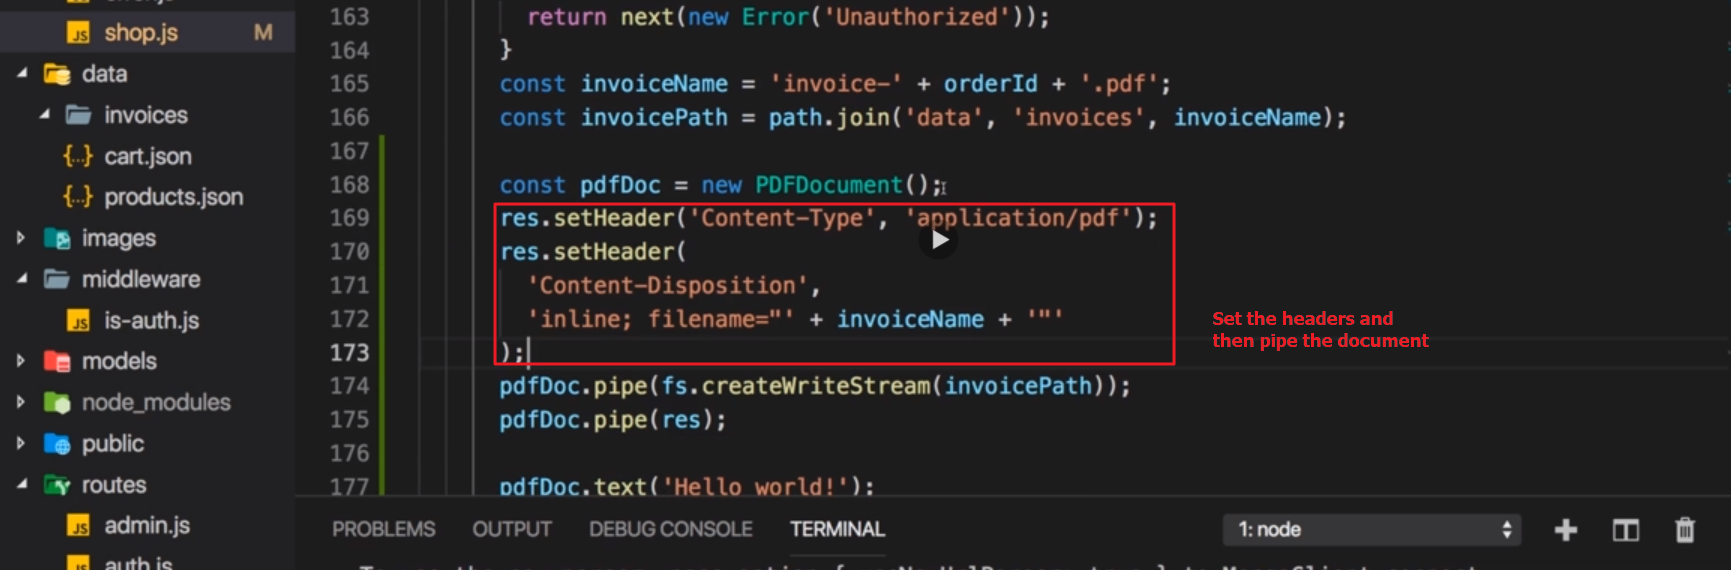 shop.js M
data
invoices
cart.json
products.json
images
middleware
is-auth.js
models
node_modules
public
routes
admin.js
auth.js
163 return next(new Error('Unauthorized'));
164 }
165 const invoiceName = 'invoice-' + orderId + '.pdf';
166 const invoicePath = path.join('data', 'invoices', invoiceName);
167
168 const pdfDoc = new PDFDocument();
169 res.setHeader('Content-Type', 'application/pdf');
170 res.setHeader(
171 'Content-Disposition',
172 'inline; filename="' + invoiceName + '"'
173 );
174 pdfDoc.pipe(fs.createWriteStream(invoicePath));
175 pdfDoc.pipe(res);
176
177 pdfDoc.text('Hello world!');
Set the headers and
then pipe the document
PROBLEMS OUTPUT DEBUG CONSOLE TERMINAL 1: node